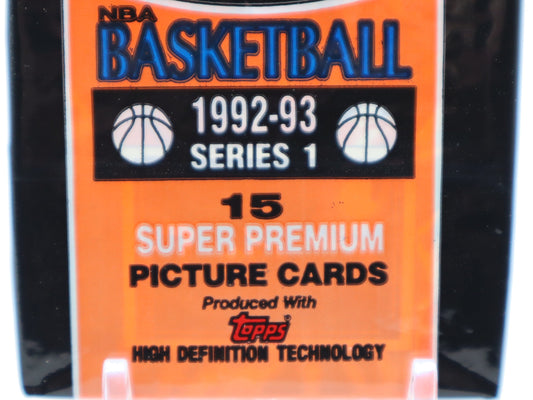 NBA
BASKETBALL
1992-93
SERIES 1
15
SUPER PREMIUM
PICTURE CARDS
Produced With
Topps®
HIGH DEFINITION TECHNOLOGY